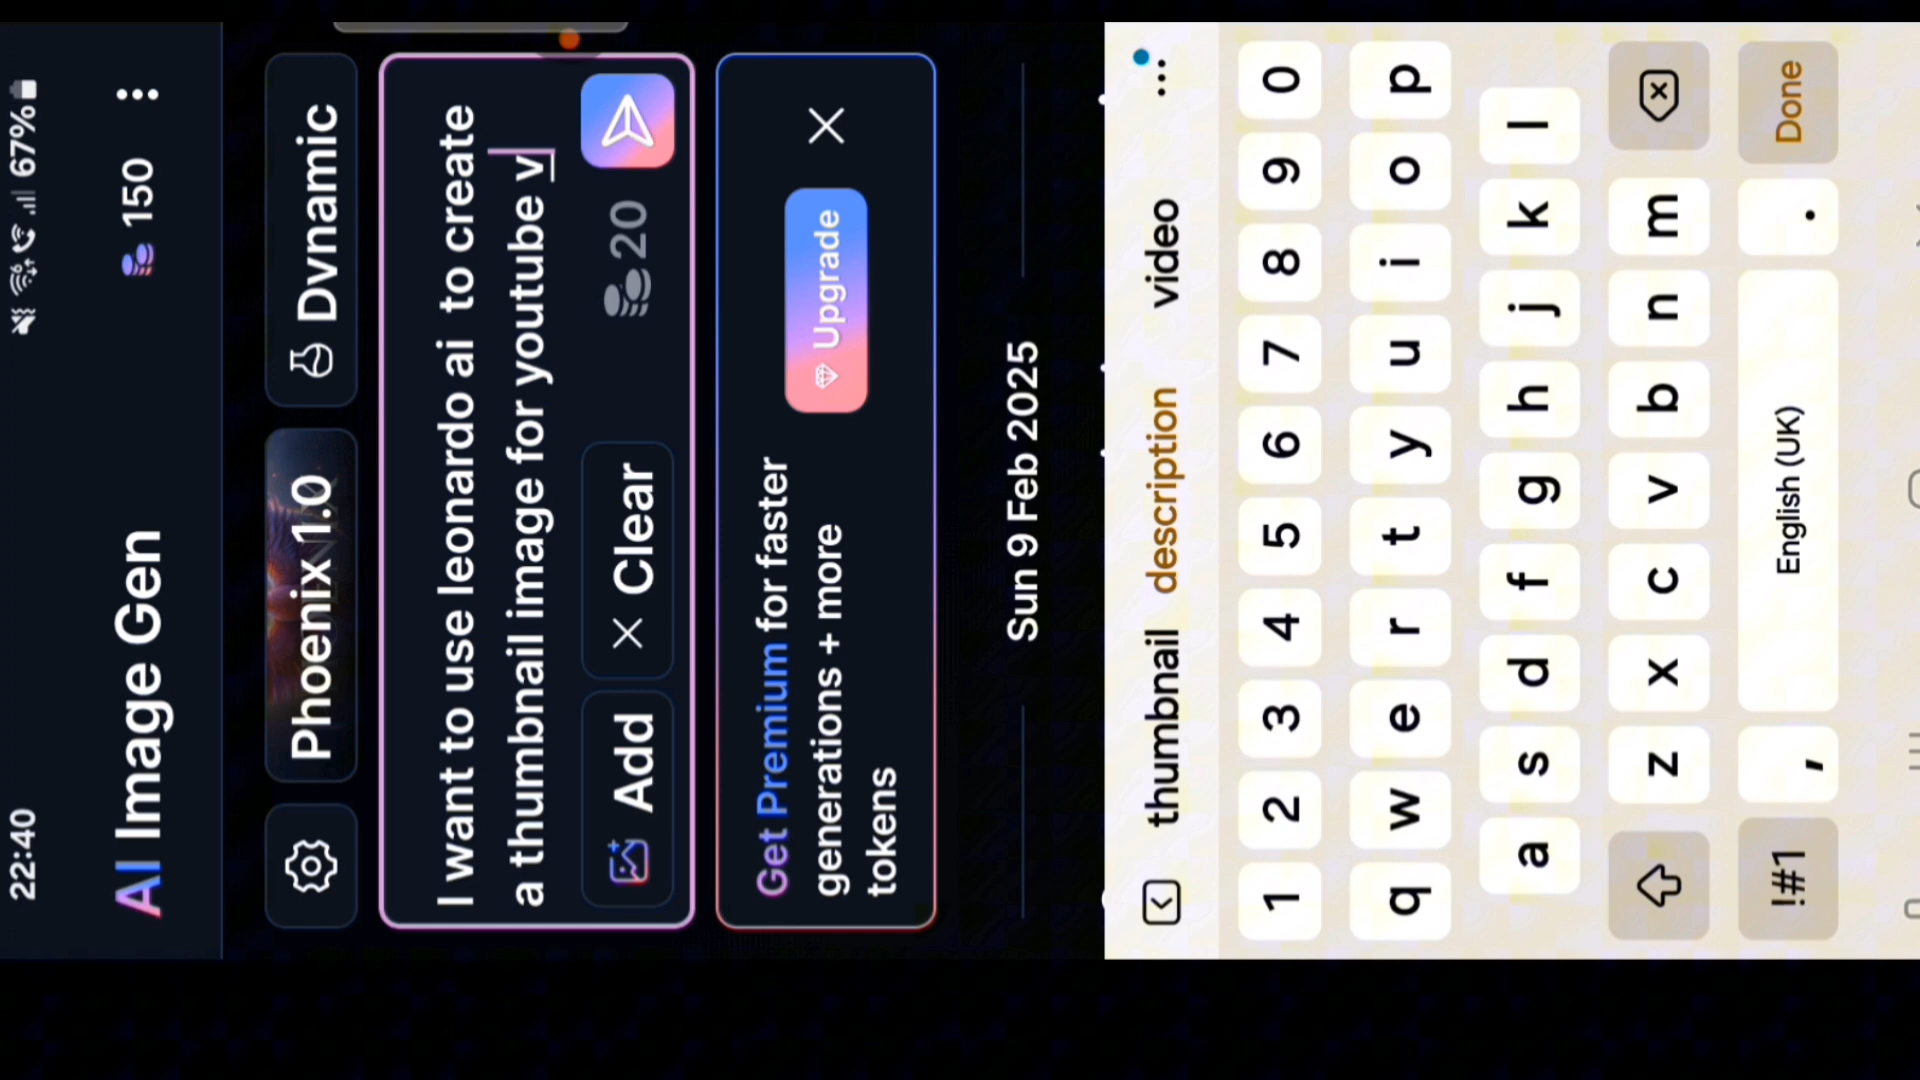 22:40 67%
AI Image Gen 150
Phoenix 1.0 Dynamic
I want to use leonardo ai to create
a thumbnail image for youtube v
Add Clear 20
Get Premium for faster
generations + more
tokens
Upgrade
Sun 9 Feb 2025
thumbnail description video ...
1 2 3 4 5 6 7 8 9 0
q w e r t y u i o p
a s d f g h j k l
z x c v b n m
!#1 , English (UK) . Done